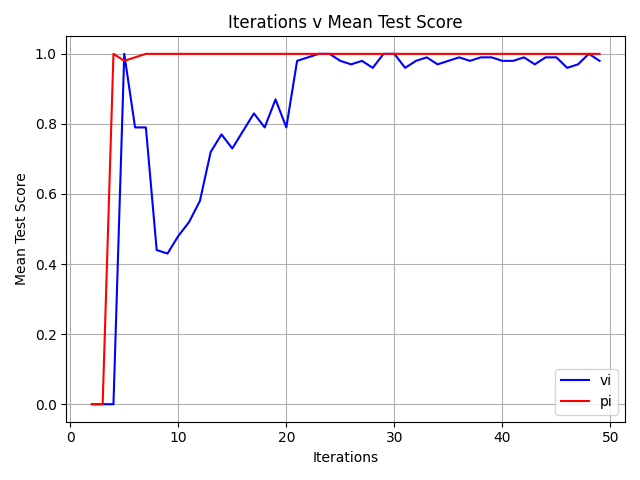 Iterations v Mean Test Score
Mean Test Score
1.0
0.8
0.6
0.4
0.2
0.0
0 10 20 30 40 50
Iterations
vi
pi